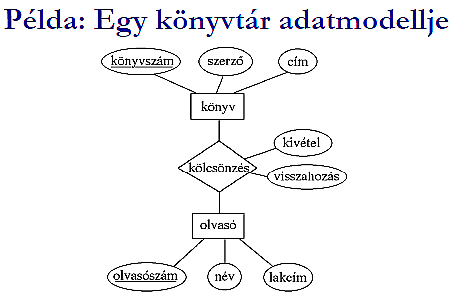 Példa: Egy könyvtár adatmodellje
könyvszám
szerző
cím
könyv
kivétel
kölcsönzés
visszahozás
olvasó
olvasószám
név
lakcím